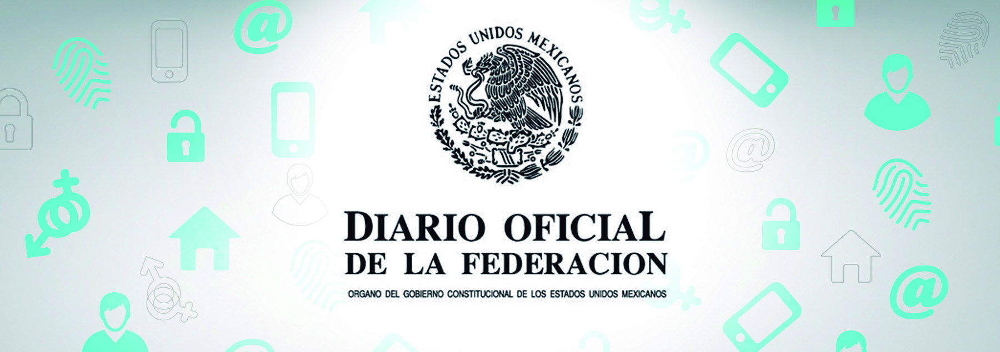 ESTADOS UNIDOS MEXICANOS
DIARIO OFICIAL
DE LA FEDERACION
ORGANO DEL GOBIERNO CONSTITUCIONAL DE LOS ESTADOS UNIDOS MEXICANOS